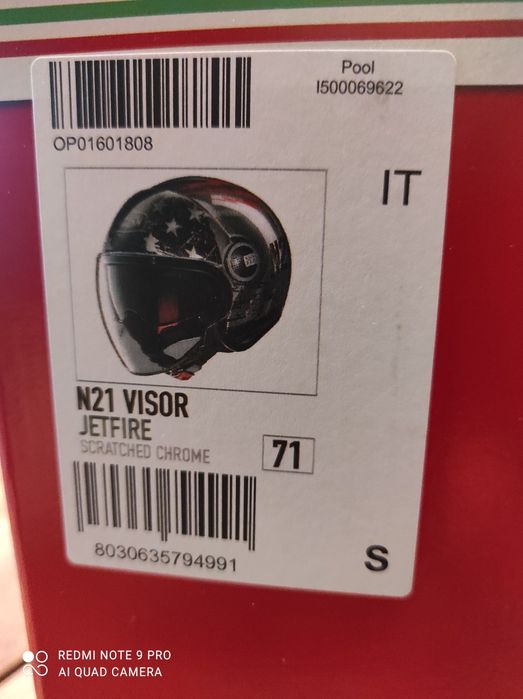 Pool
I500069622
OP01601808
IT
N21 VISOR
JETFIRE
SCRATCHED CHROME
71
8030635794991
S
REDMI NOTE 9 PRO
AI QUAD CAMERA